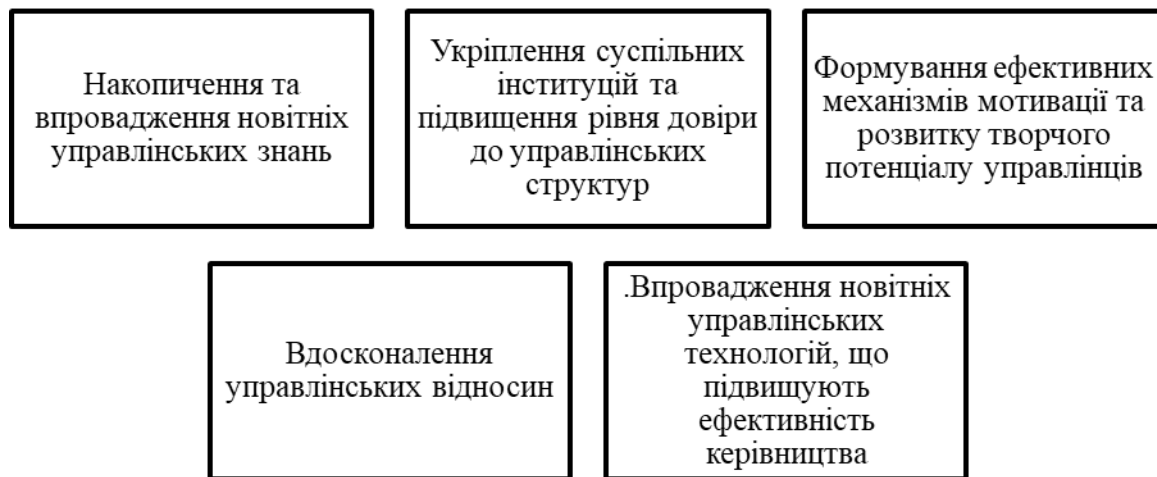 Накопичення та
впровадження новітніх
управлінських знань
Укріплення суспільних
інституцій та
підвищення рівня довіри
до управлінських
структур
Формування ефективних
механізмів мотивації та
розвитку творчого
потенціалу управлінців
Вдосконалення
управлінських відносин
.Впровадження новітніх
управлінських
технологій, що
підвищують
ефективність
керівництва